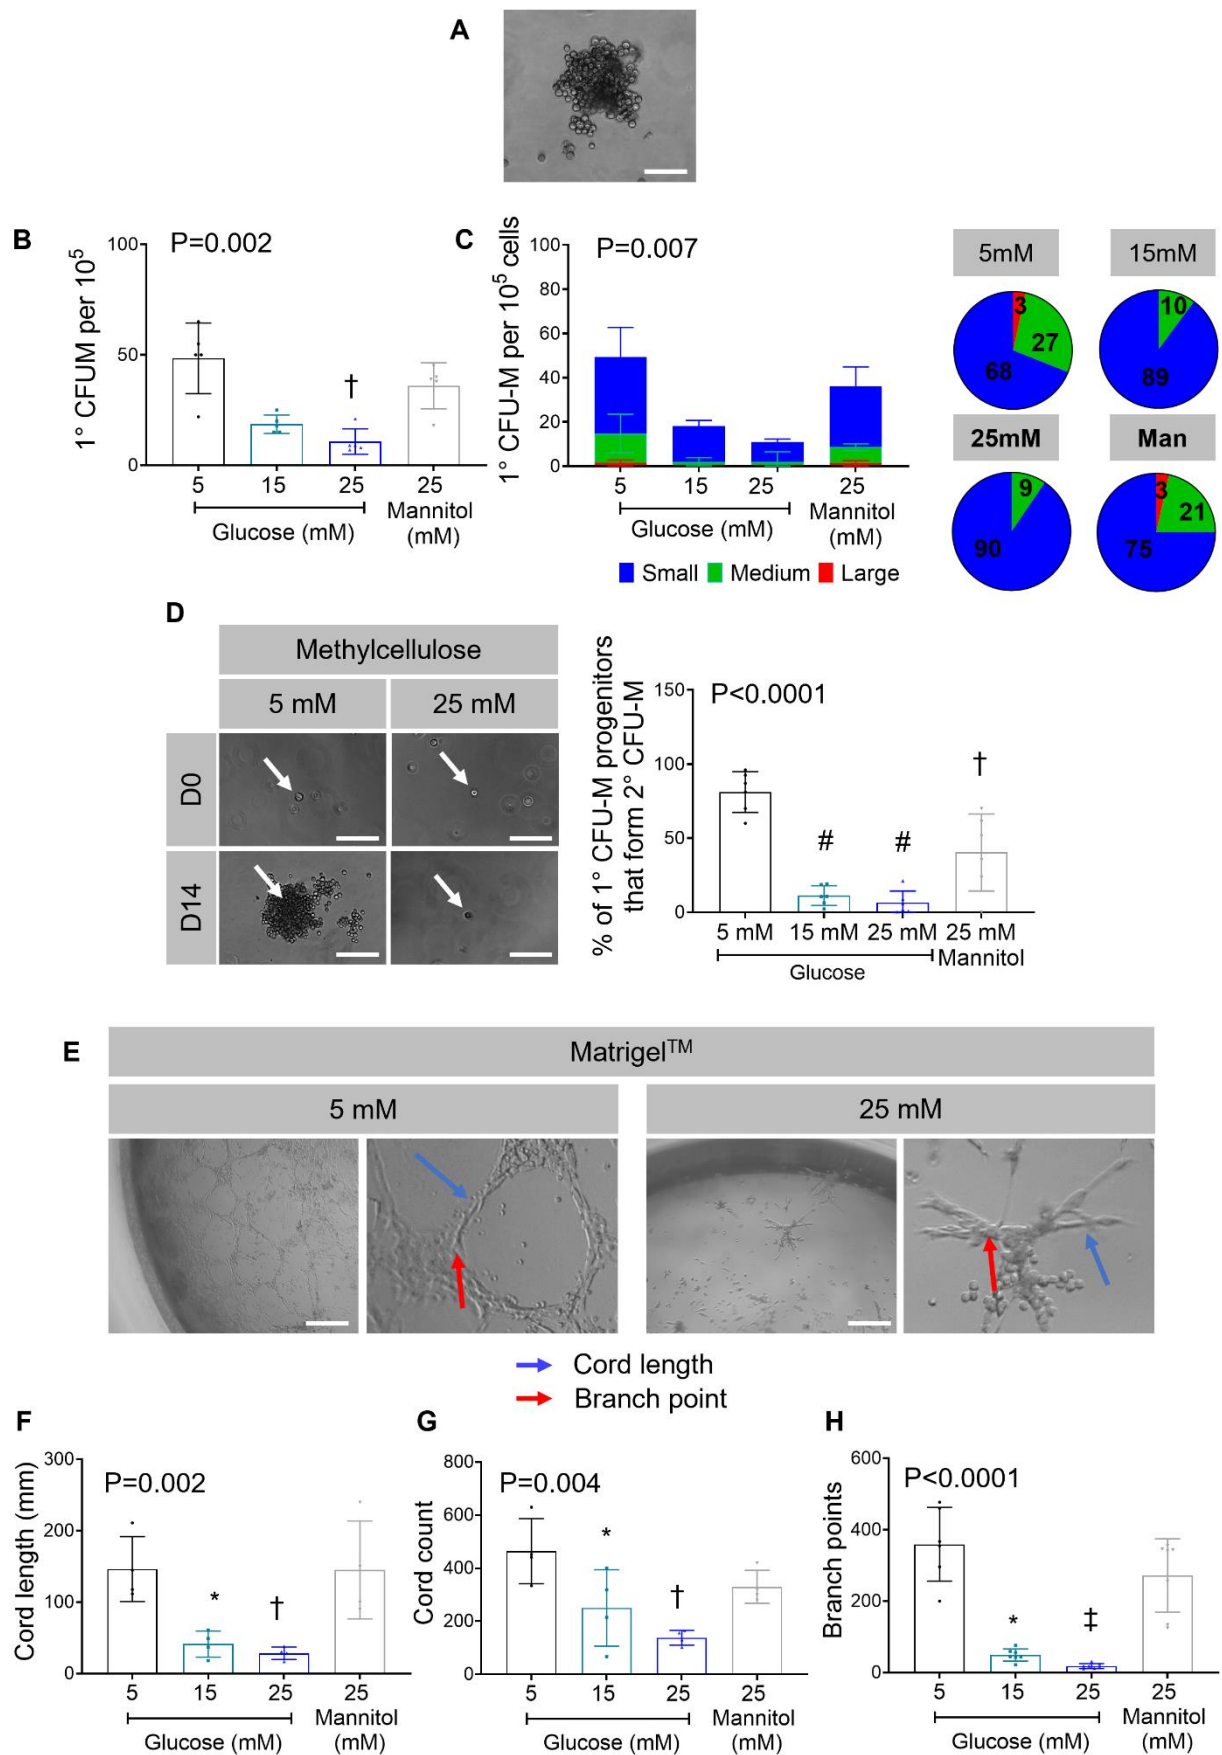 A
B
P=0.002
1° CFUM per 10⁵
100
50
0
†
5
15
25
25
Glucose (mM)
Mannitol
(mM)
C
P=0.007
1° CFU-M per 10⁵ cells
100
80
60
40
20
0
5
15
25
25
Glucose (mM)
Mannitol
(mM)
Small
Medium
Large
5mM
15mM
3
27
68
10
89
25mM
Man
9
90
3
21
75
D
Methylcellulose
5 mM
25 mM
D0
D14
% of 1° CFU-M progenitors
that form 2° CFU-M
P<0.0001
150
100
50
0
#
#
†
5 mM
15 mM
25 mM
25 mM
Glucose
Mannitol
E
Matrigel™
5 mM
25 mM
Cord length
Branch point
F
P=0.002
Cord length (mm)
300
200
100
0
*
†
5
15
25
25
Glucose (mM)
Mannitol
(mM)
G
P=0.004
Cord count
800
600
400
200
0
*
†
5
15
25
25
Glucose (mM)
Mannitol
(mM)
H
P<0.0001
Branch points
600
400
200
0
*
‡
5
15
25
25
Glucose (mM)
Mannitol
(mM)